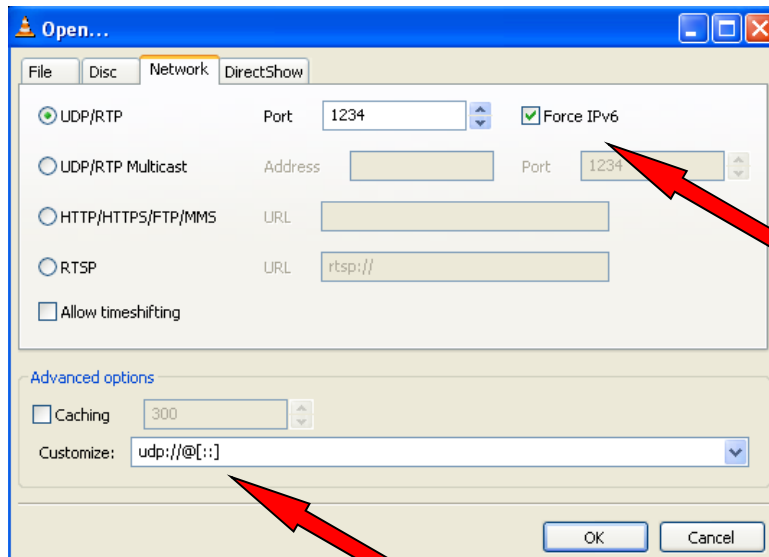 Open...
File Disc Network DirectShow
UDP/RTP Port 1234 Force IPv6
UDP/RTP Multicast Address Port 1234
HTTP/HTTPS/FTP/MMS URL
RTSP URL rtsp://
Allow timeshifting
Advanced options
Caching 300
Customize: udp://@[::]
OK Cancel